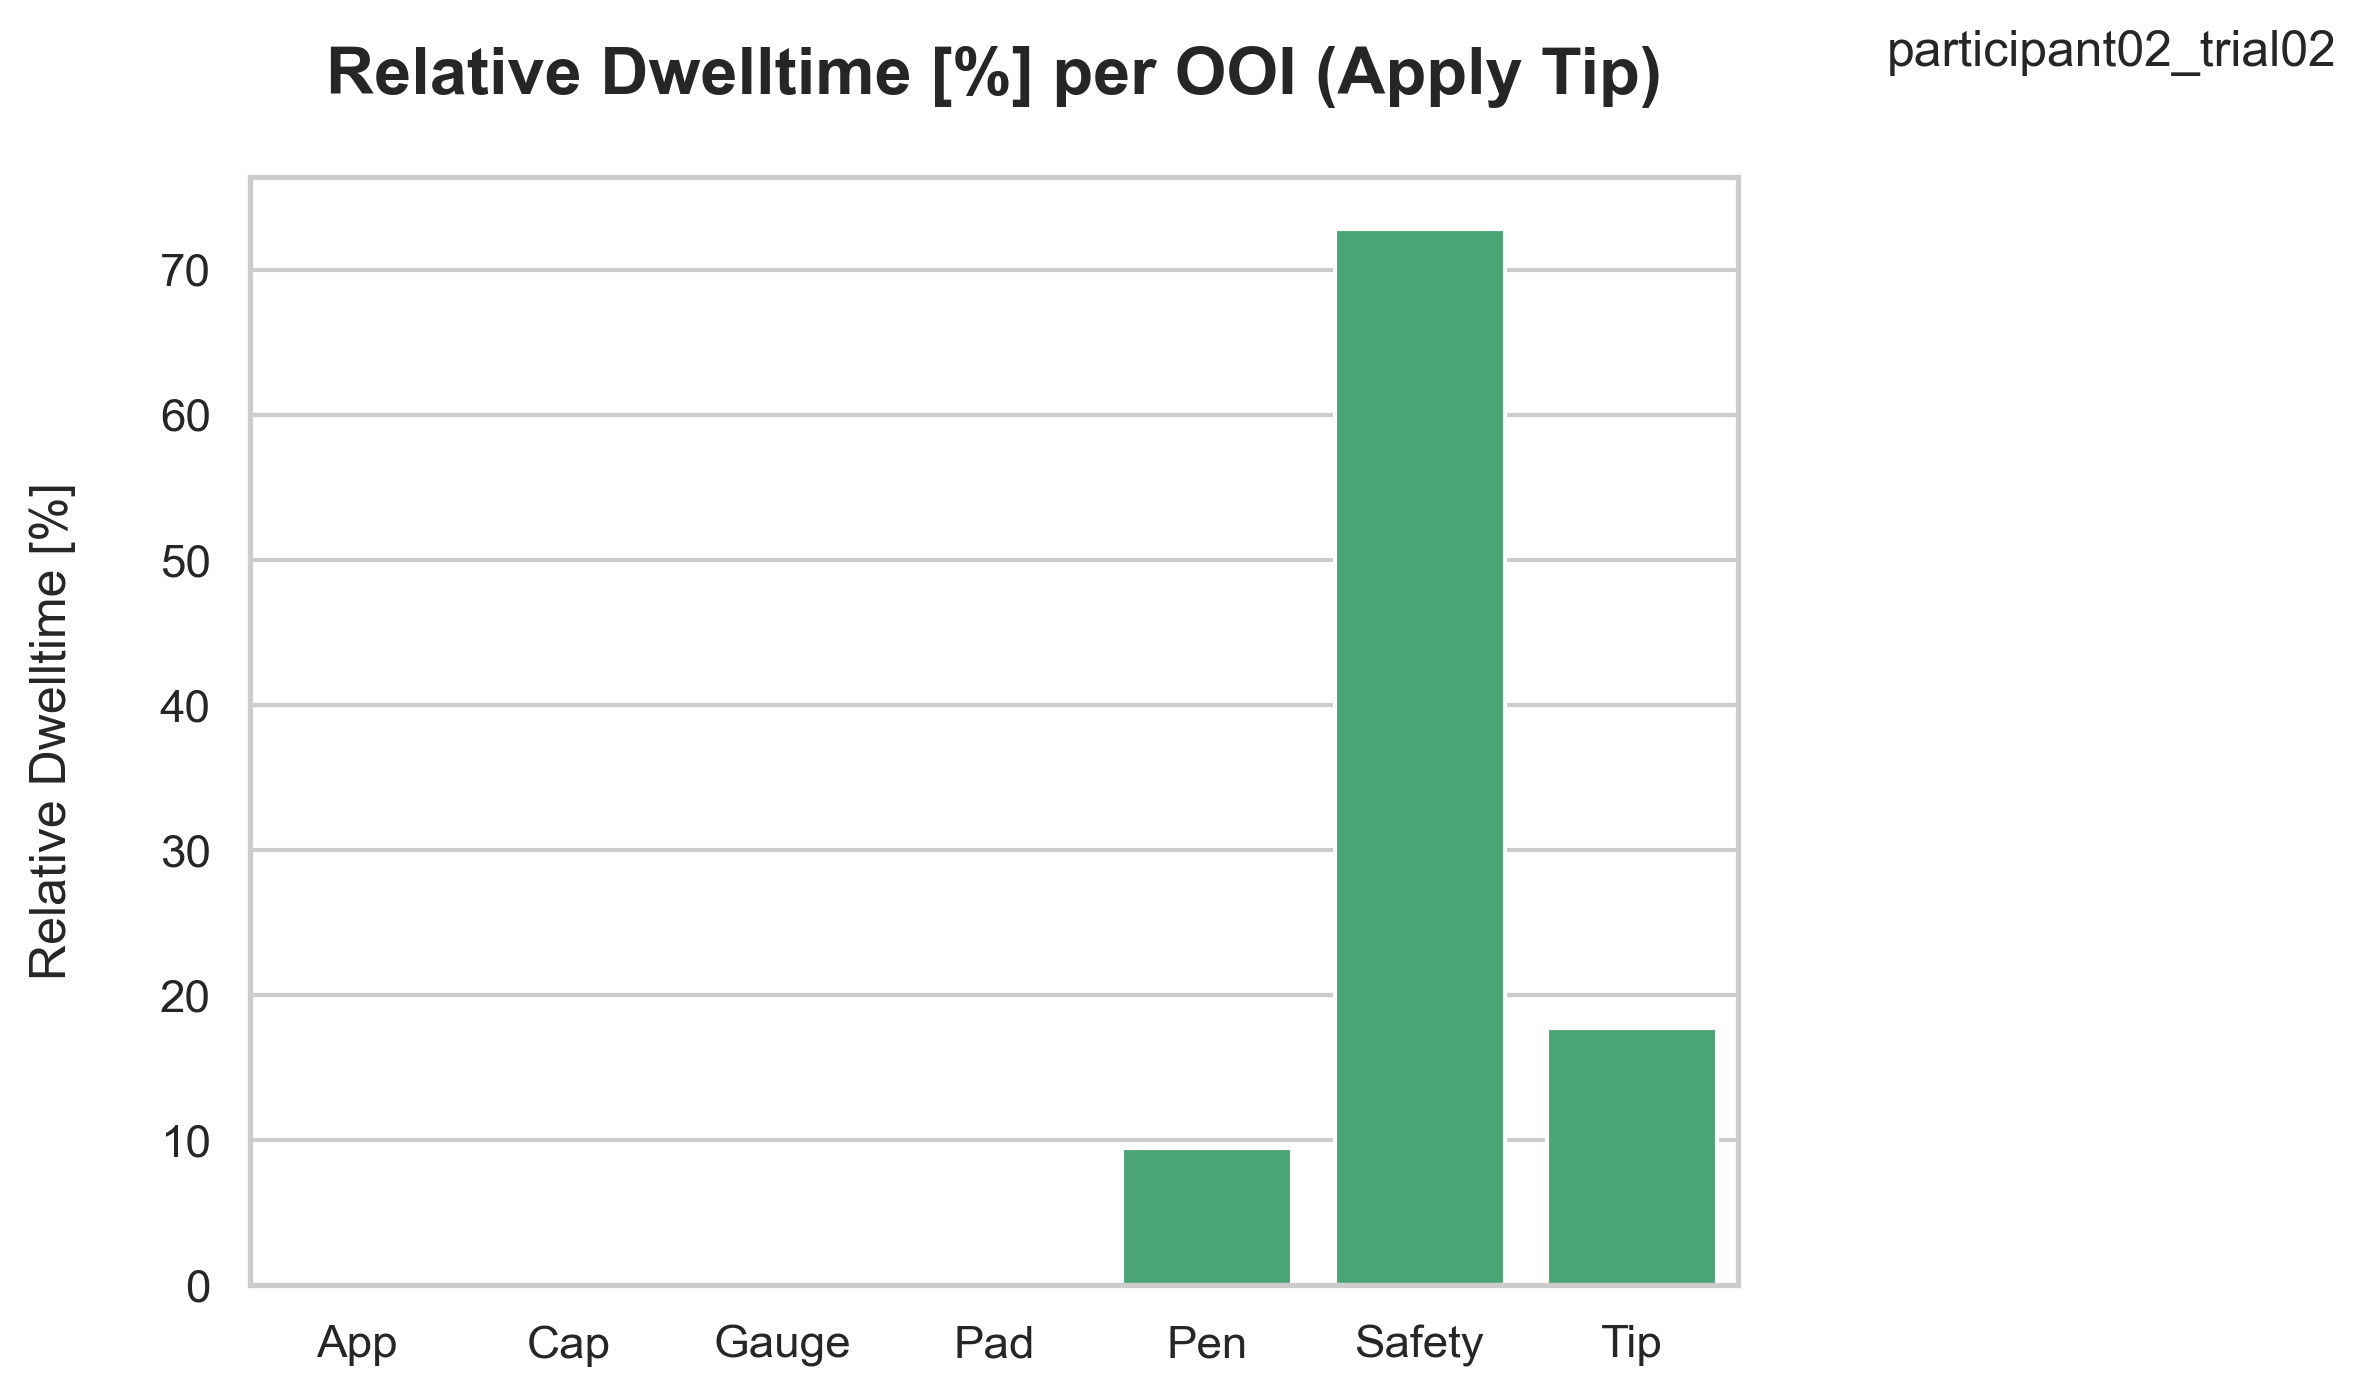 Relative Dwelltime [%] per OOI (Apply Tip)
participant02_trial02
Relative Dwelltime [%]
70
60
50
40
30
20
10
0
App Cap Gauge Pad Pen Safety Tip